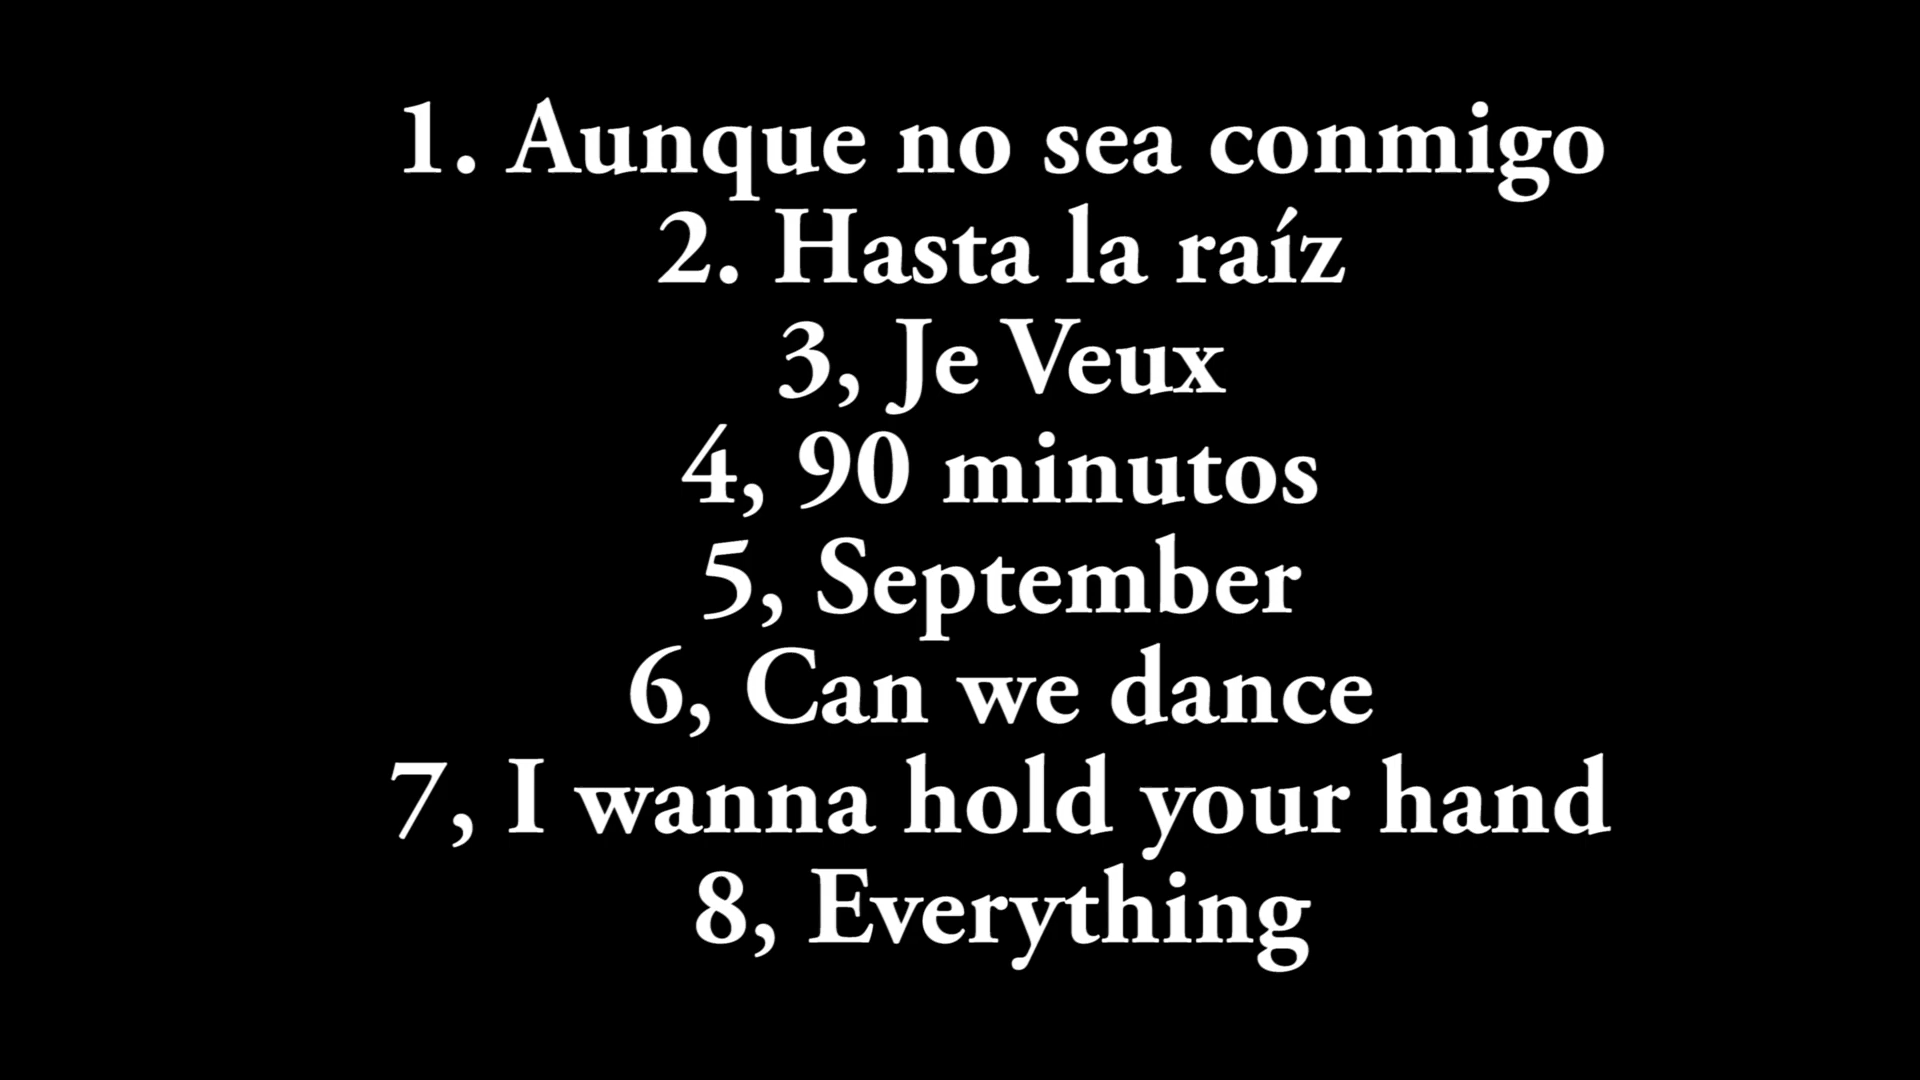 1. Aunque no sea conmigo
2. Hasta la raíz
3, Je Veux
4, 90 minutos
5, September
6, Can we dance
7, I wanna hold your hand
8, Everything